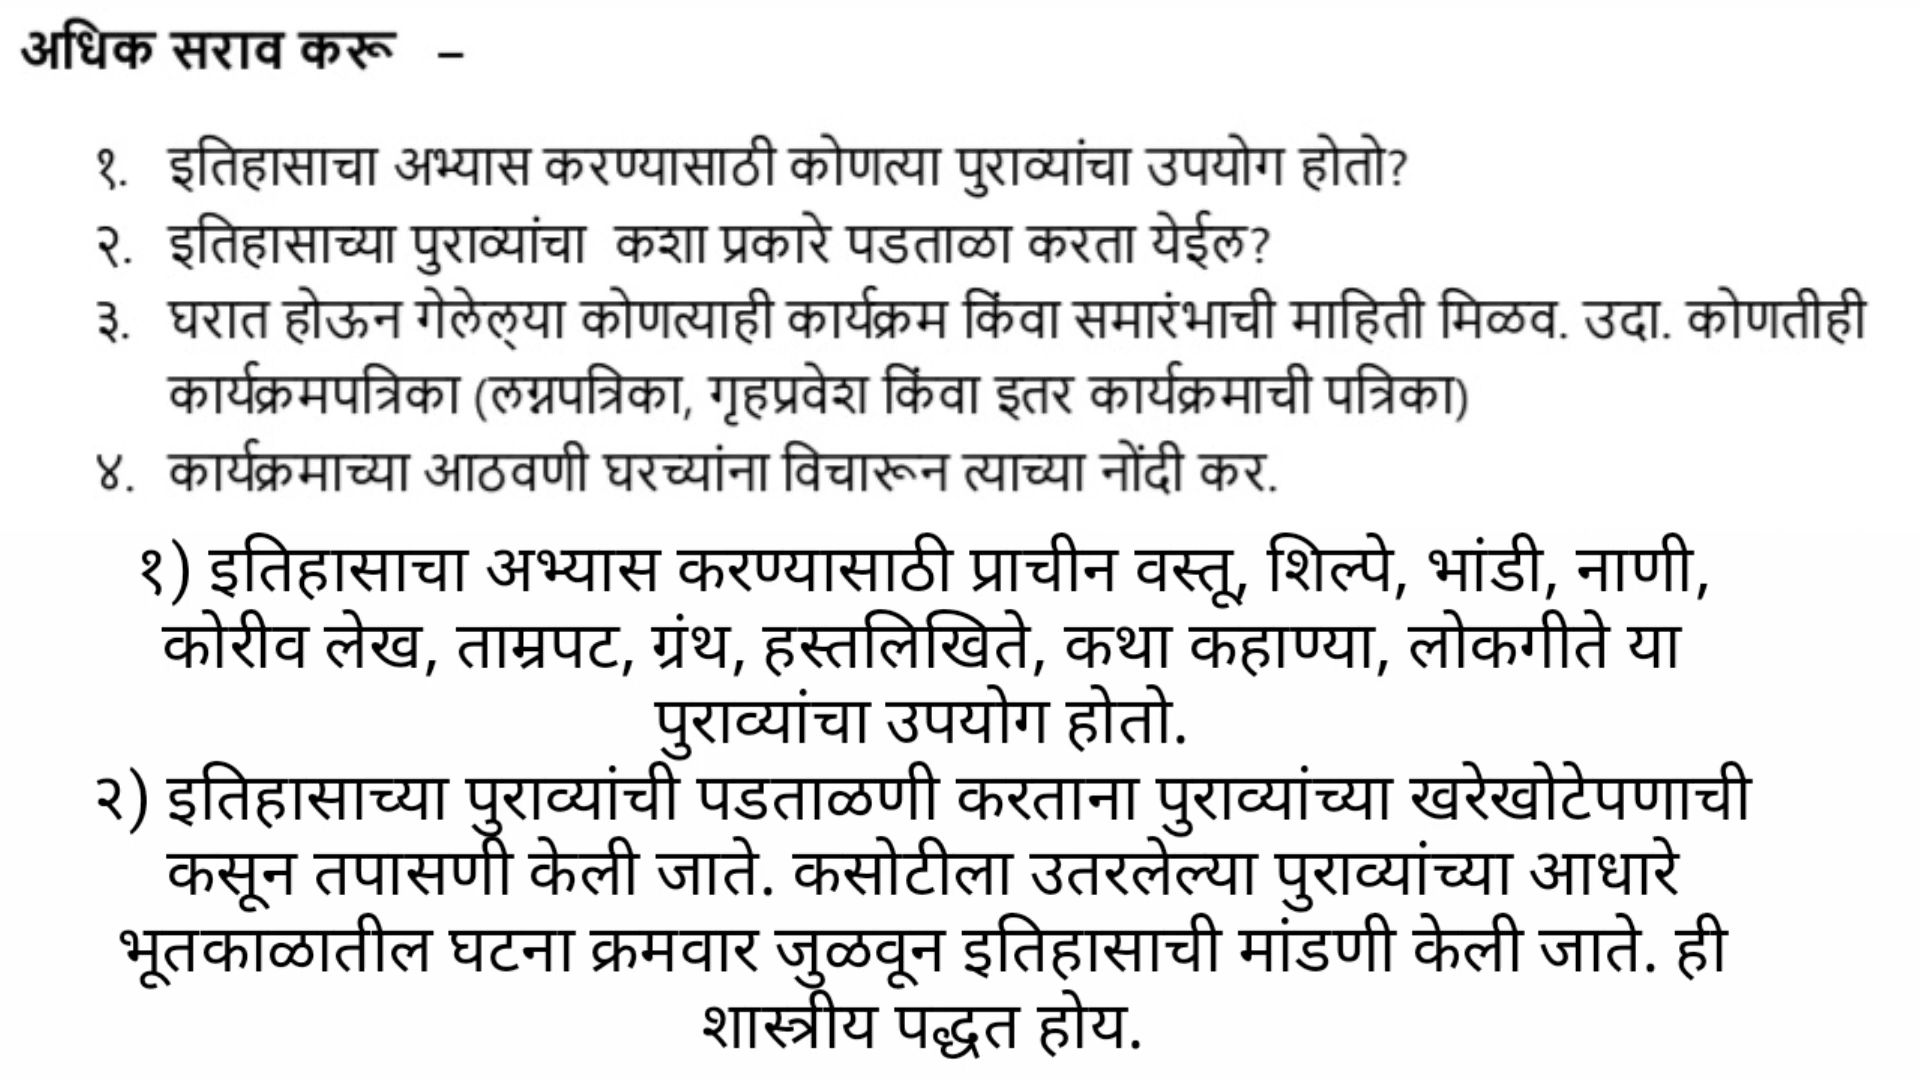 अधिक सराव करू –
१. इतिहासाचा अभ्यास करण्यासाठी कोणत्या पुराव्यांचा उपयोग होतो?
२. इतिहासाच्या पुराव्यांचा कशा प्रकारे पडताळा करता येईल?
३. घरात होऊन गेलेल्‌या कोणत्याही कार्यक्रम किंवा समारंभाची माहिती मिळव. उदा. कोणतीही
कार्यक्रमपत्रिका (लग्नपत्रिका, गृहप्रवेश किंवा इतर कार्यक्रमाची पत्रिका)
४. कार्यक्रमाच्या आठवणी घरच्यांना विचारून त्याच्या नोंदी कर.
१) इतिहासाचा अभ्यास करण्यासाठी प्राचीन वस्तू, शिल्पे, भांडी, नाणी,
कोरीव लेख, ताम्रपट, ग्रंथ, हस्तलिखिते, कथा कहाण्या, लोकगीते या
पुराव्यांचा उपयोग होतो.
२) इतिहासाच्या पुराव्यांची पडताळणी करताना पुराव्यांच्या खरेखोटेपणाची
कसून तपासणी केली जाते. कसोटीला उतरलेल्या पुराव्यांच्या आधारे
भूतकाळातील घटना क्रमवार जुळवून इतिहासाची मांडणी केली जाते. ही
शास्त्रीय पद्धत होय.